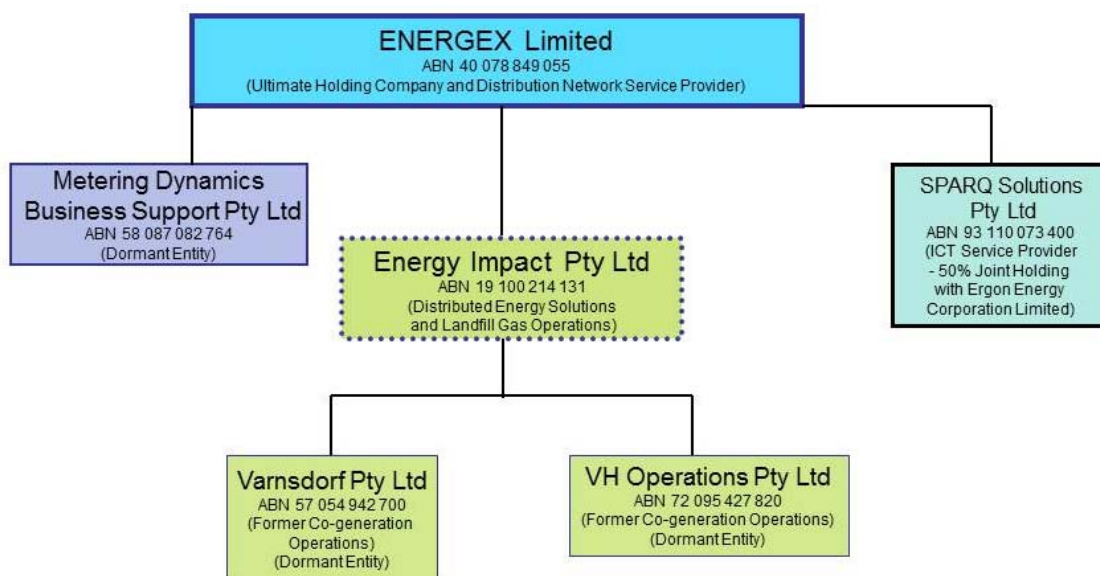 ENERGEX Limited
ABN 40 078 849 055
(Ultimate Holding Company and Distribution Network Service Provider)
Metering Dynamics
Business Support Pty Ltd
ABN 58 087 082 764
(Dormant Entity)
Energy Impact Pty Ltd
ABN 19 100 214 131
(Distributed Energy Solutions
and Landfill Gas Operations)
SPARQ Solutions
Pty Ltd
ABN 93 110 073 400
(ICT Service Provider
- 50% Joint Holding
with Ergon Energy
Corporation Limited)
Varnsdorf Pty Ltd
ABN 57 054 942 700
(Former Co-generation
Operations)
(Dormant Entity)
VH Operations Pty Ltd
ABN 72 095 427 820
(Former Co-generation Operations)
(Dormant Entity)